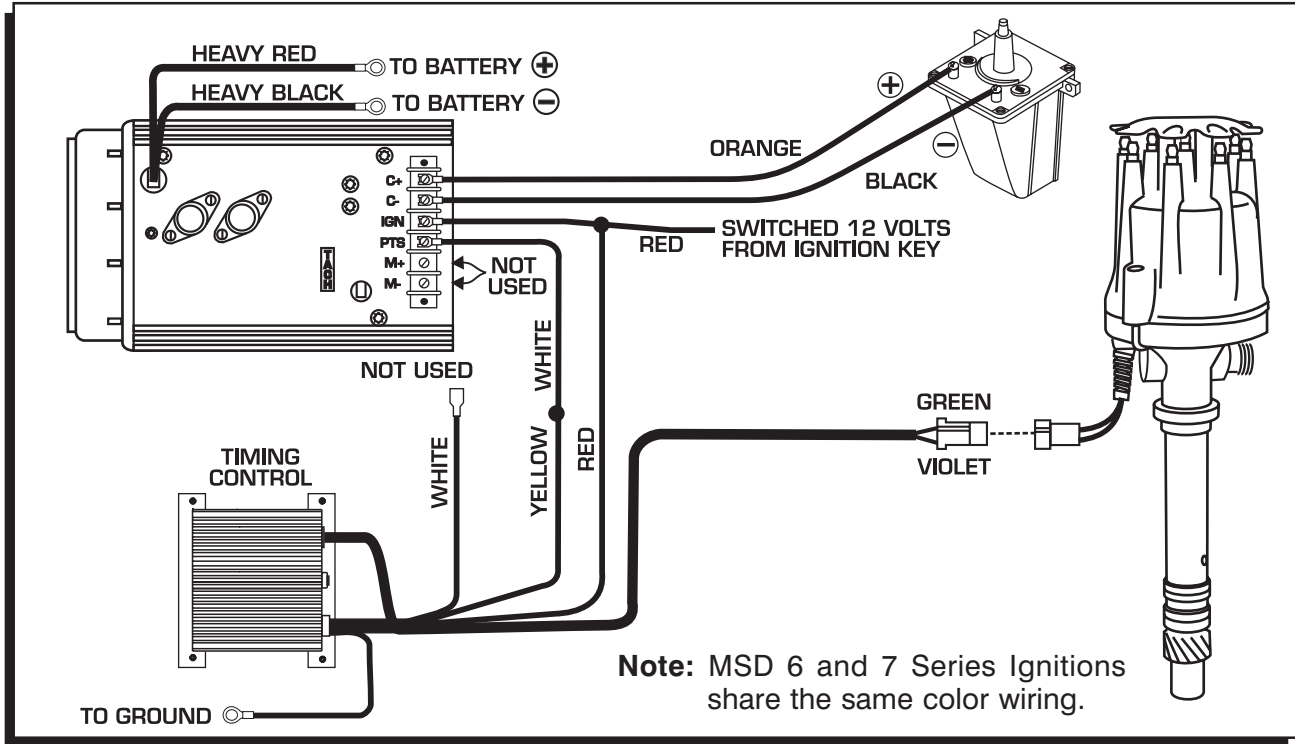 HEAVY RED
TO BATTERY +
HEAVY BLACK
TO BATTERY -
+
ORANGE
-
BLACK
C+
C-
IGN
PTS
M+
M-
TACH
NOT
USED
RED
SWITCHED 12 VOLTS
FROM IGNITION KEY
NOT USED
WHITE
WHITE
YELLOW
RED
GREEN
VIOLET
TIMING
CONTROL
TO GROUND
Note: MSD 6 and 7 Series Ignitions
share the same color wiring.